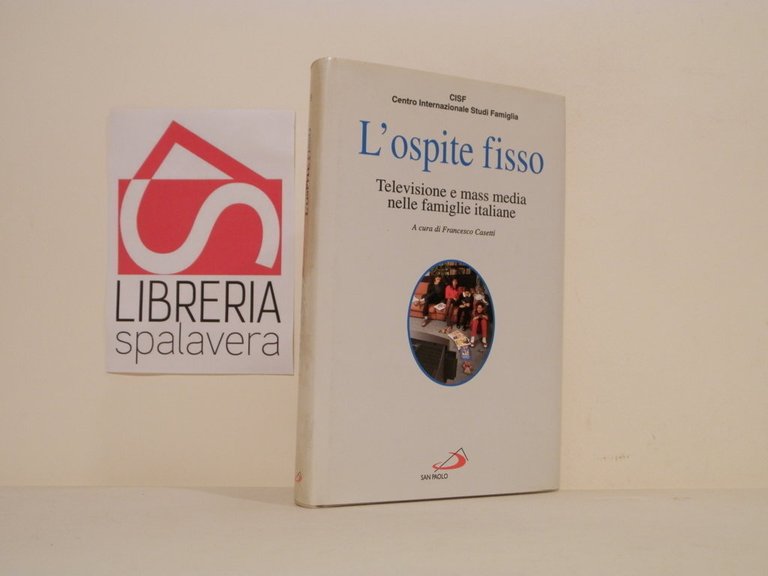 LIBRERIA
spalavera
CISF
Centro Internazionale Studi Famiglia
L'ospite fisso
Televisione e mass media
nelle famiglie italiane
A cura di Francesco Casetti
SAN PAOLO